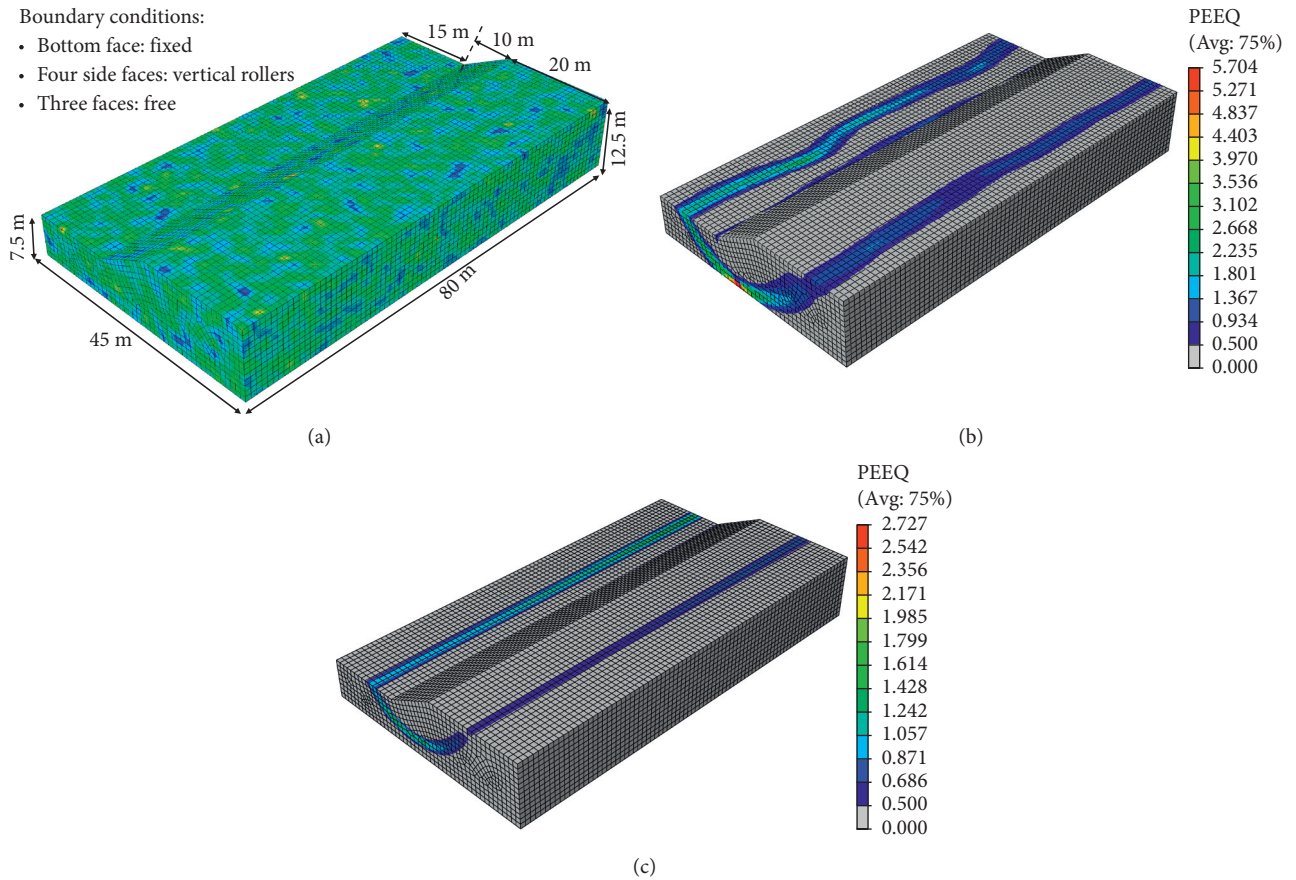 Boundary conditions:
• Bottom face: fixed
• Four side faces: vertical rollers
• Three faces: free
15 m
10 m
20 m
12.5 m
7.5 m
80 m
45 m
(a)
PEEQ
(Avg: 75%)
5.704
5.271
4.837
4.403
3.970
3.536
3.102
2.668
2.235
1.801
1.367
0.934
0.500
0.000
(b)
PEEQ
(Avg: 75%)
2.727
2.542
2.356
2.171
1.985
1.799
1.614
1.428
1.242
1.057
0.871
0.686
0.500
0.000
(c)